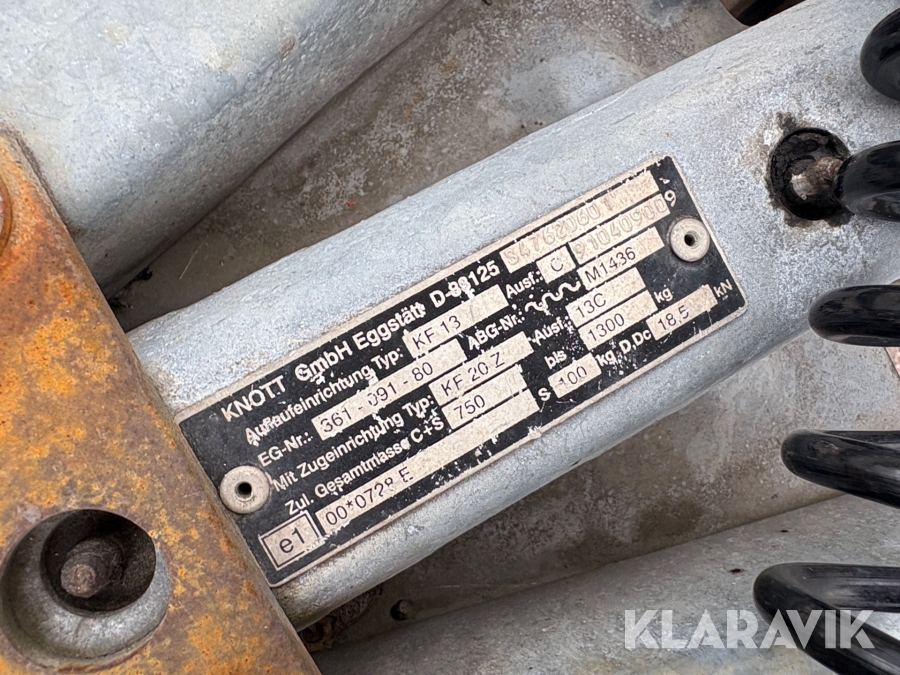 KNOTT GmbH Eggstätt D-83125
Auflaufeinrichtung Typ: KF 13 Ausf.: C
EG-Nr.: 361-091-80 ABG-Nr.: M1436
Mit Zugeinrichtung Typ: KF 20 Z Ausf.: 13C
Zul. Gesamtmasse C+S 750 bis 1300 kg
S 100 kg D,Dc 18,5 kN
e1 00*0728 E
KLARAVIK